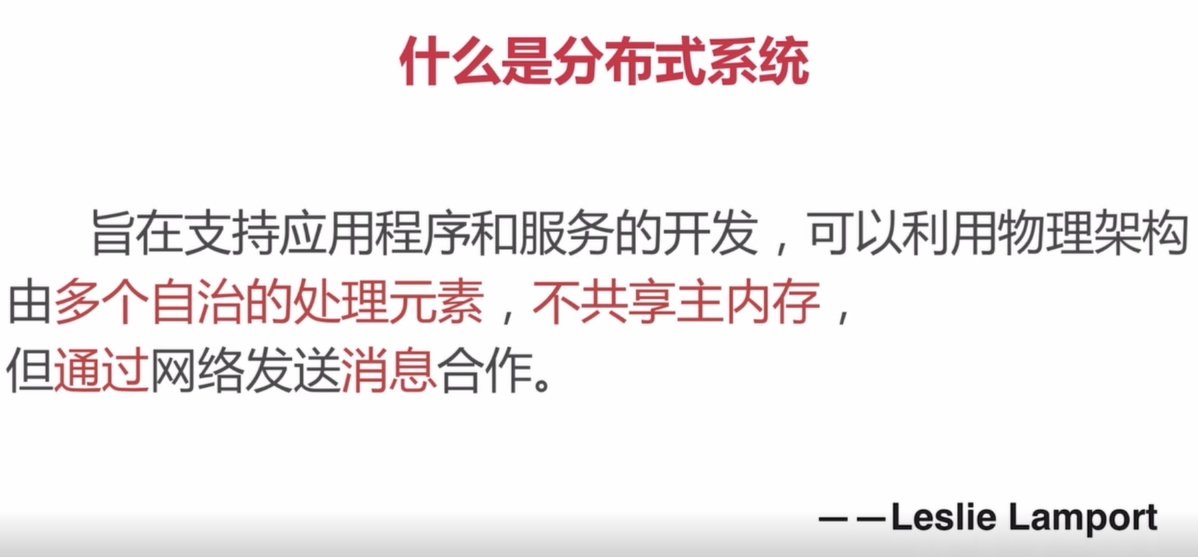 什么是分布式系统
旨在支持应用程序和服务的开发，可以利用物理架构
由多个自治的处理元素，不共享主内存，
但通过网络发送消息合作。
——Leslie Lamport